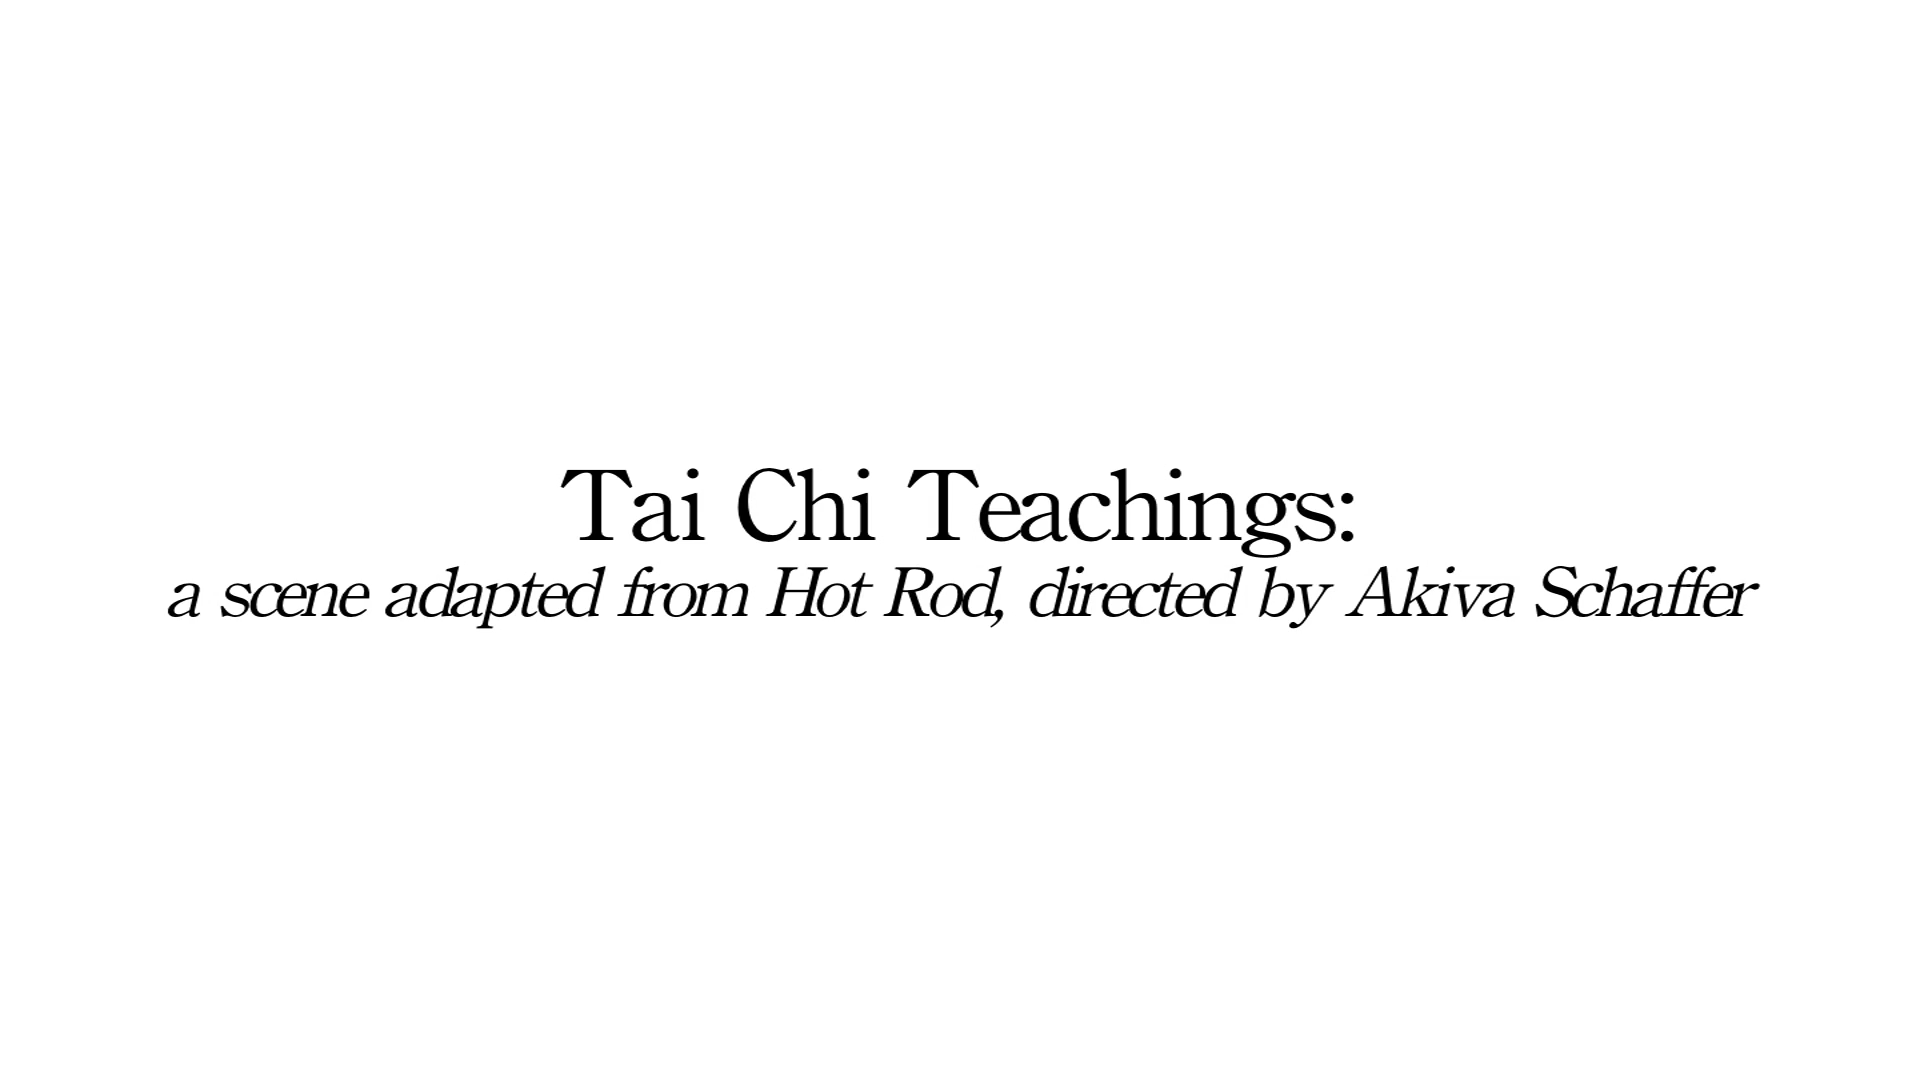 Tai Chi Teachings:
a scene adapted from Hot Rod, directed by Akiva Schaffer